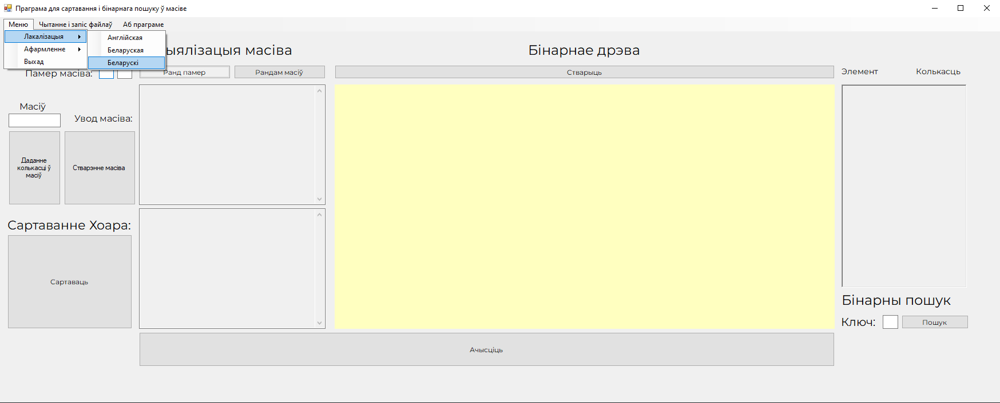 Праграма для сартавання і бінарнага пошуку ў масіве
Меню Чытанне і запіс файлаў Аб праграме
Лакалізацыя
Афармленне
Выхад
Англійская
Беларуская
Беларускі
ыялізацыя масіва
Бінарнае дрэва
Памер масіва:
Ранд памер
Рандам масіў
Стварыць
Элемент
Колькасць
Масіў
Увод масіва:
Даданне
колькасці ў
масіў
Стварэнне масіва
Сартаванне Хоара:
Сартаваць
Бінарны пошук
Ключ:
Пошук
Ачысціць